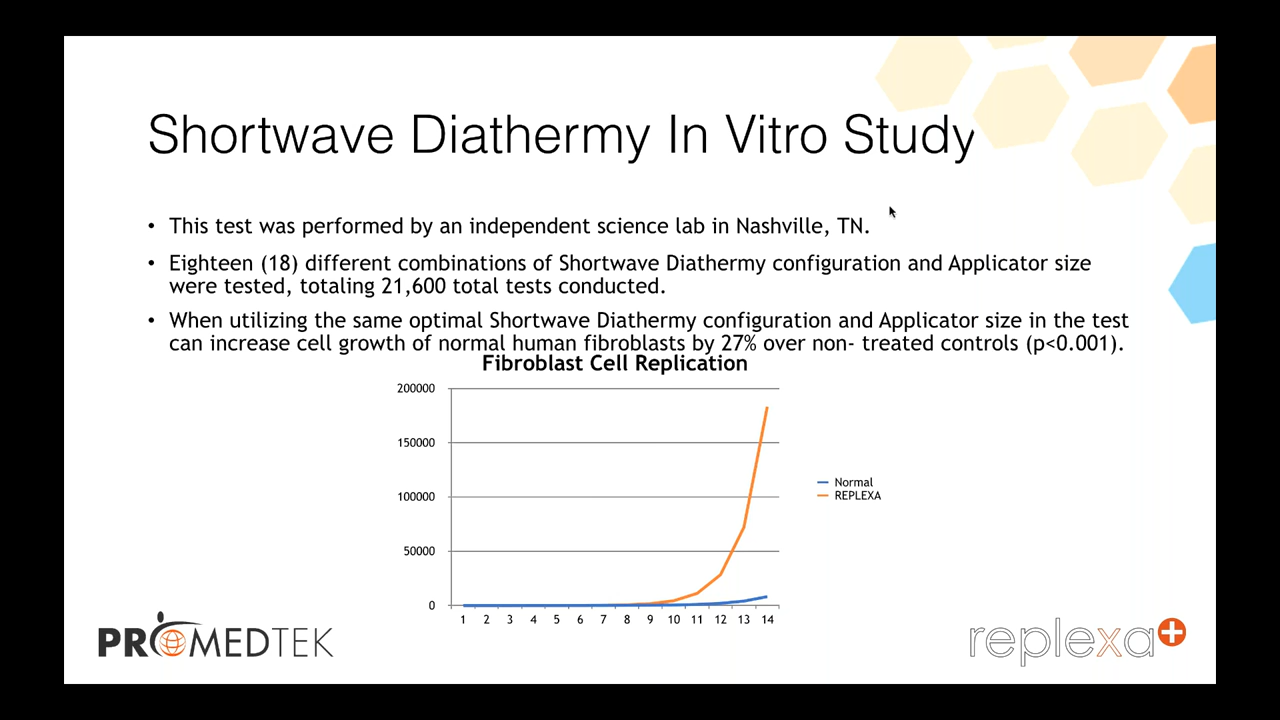 Shortwave Diathermy In Vitro Study
• This test was performed by an independent science lab in Nashville, TN.
• Eighteen (18) different combinations of Shortwave Diathermy configuration and Applicator size
were tested, totaling 21,600 total tests conducted.
• When utilizing the same optimal Shortwave Diathermy configuration and Applicator size in the test
can increase cell growth of normal human fibroblasts by 27% over non- treated controls (p<0.001).
Fibroblast Cell Replication
200000
150000
100000
50000
0
1 2 3 4 5 6 7 8 9 10 11 12 13 14
Normal
REPLEXA
PROMEDTEK
replexa+